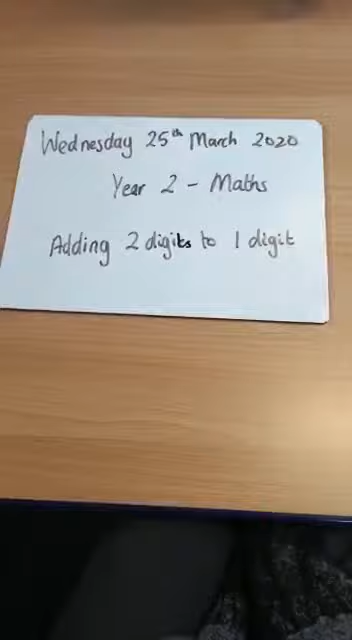 Wednesday 25th March 2020
Year 2 - Maths
Adding 2 digits to 1 digit